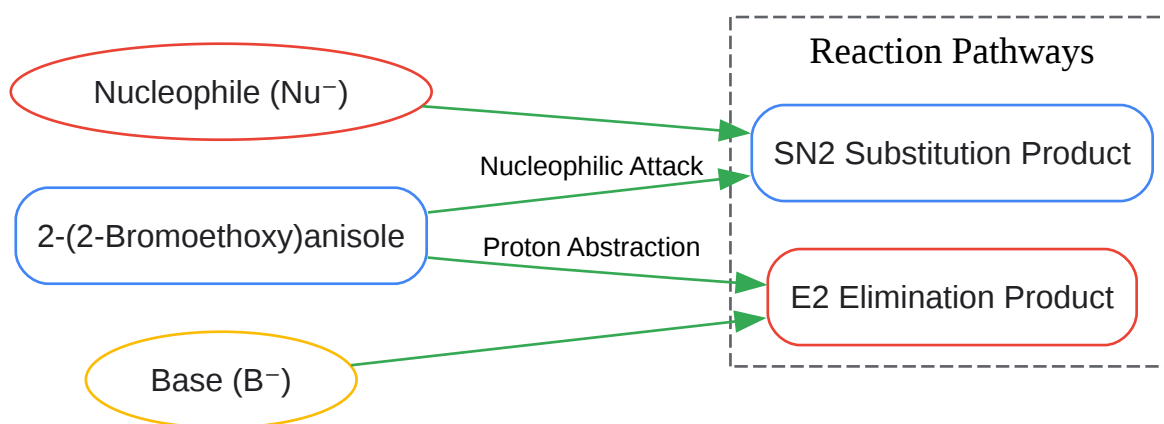 Reaction Pathways
Nucleophile (Nu⁻)
SN2 Substitution Product
Nucleophilic Attack
2-(2-Bromoethoxy)anisole
Proton Abstraction
E2 Elimination Product
Base (B⁻)